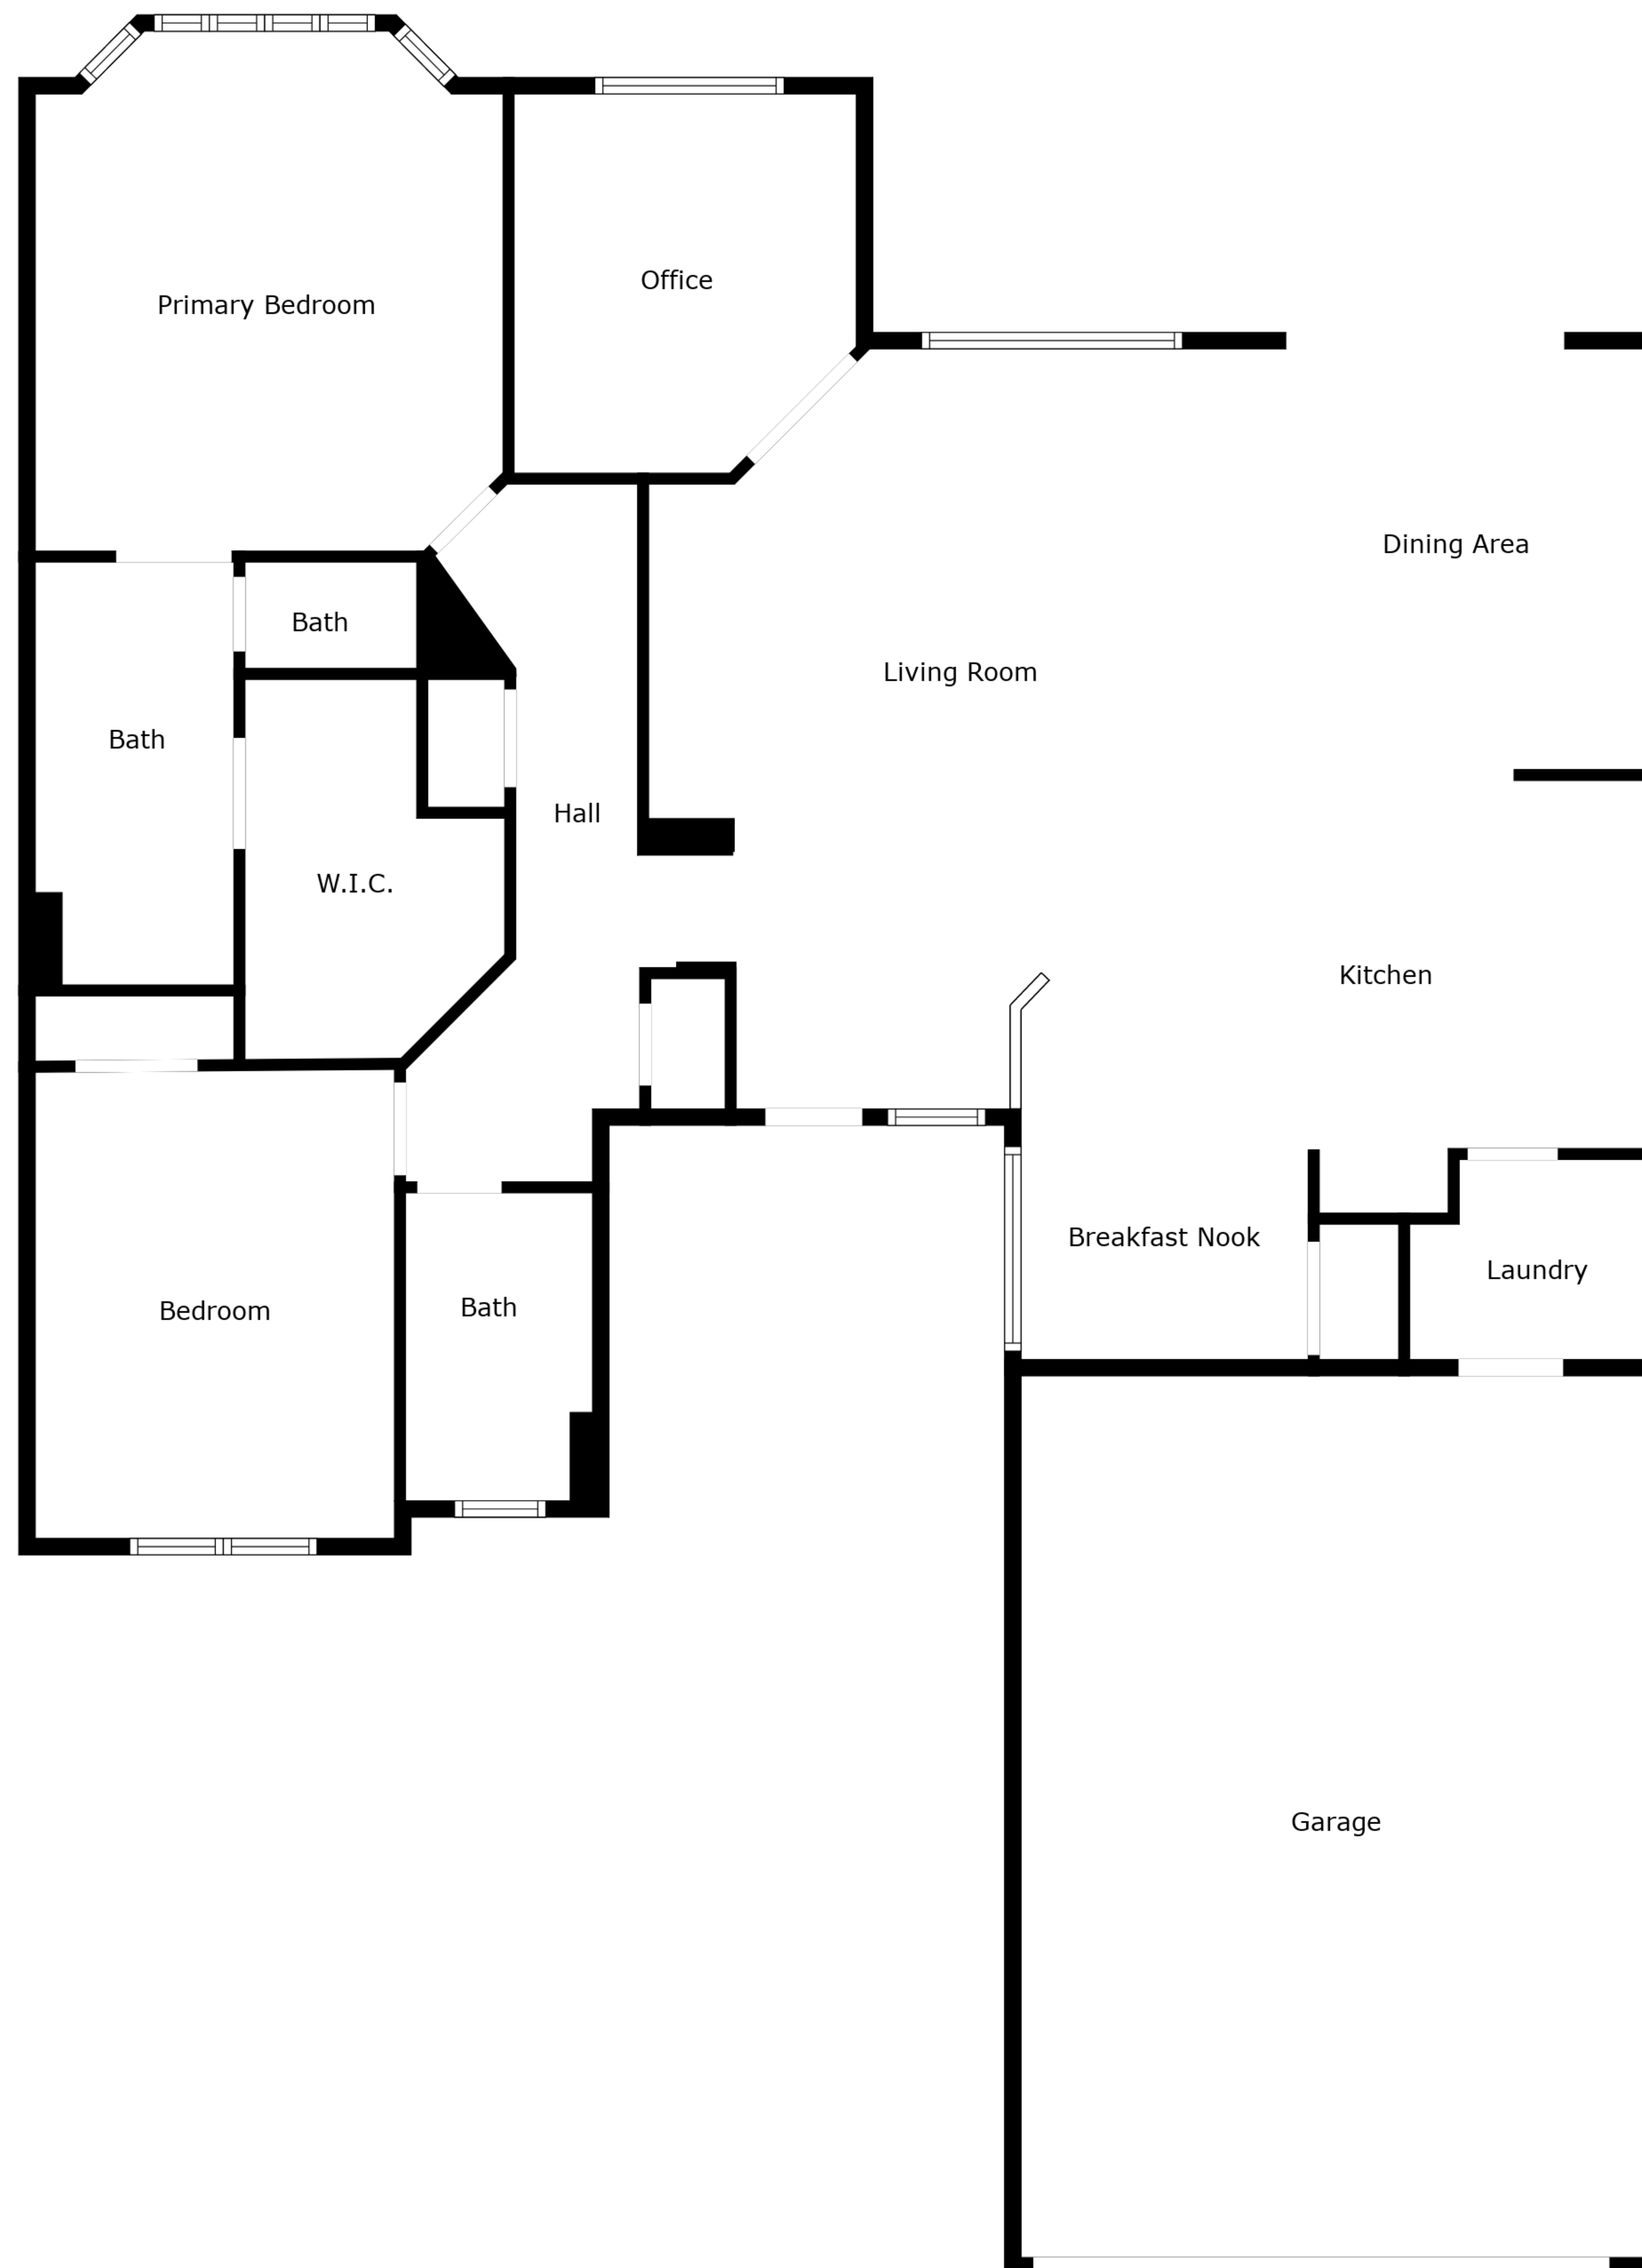 Office
Primary Bedroom
Dining Area
Bath
Living Room
Bath
Hall
W.I.C.
Kitchen
Breakfast Nook
Laundry
Bedroom
Bath
Garage